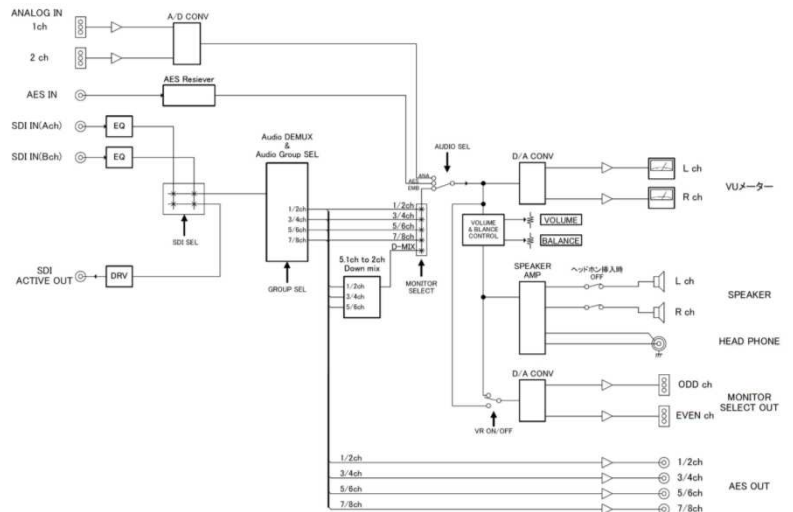 ANALOG IN
1ch
2 ch
A/D CONV
AES IN
AES Resiever
SDI IN(Ach)
EQ
SDI IN(Bch)
EQ
SDI SEL
SDI
ACTIVE OUT
DRV
Audio DEMUX
&
Audio Group SEL
1/2ch
3/4ch
5/6ch
7/8ch
GROUP SEL
5.1ch to 2ch
Down mix
1/2ch
3/4ch
5/6ch
1/2ch
3/4ch
5/6ch
7/8ch
D-MIX
MONITOR
SELECT
AUDIO SEL
ANA
AES
EMB
D/A CONV
L ch
R ch
VUメーター
VOLUME
& BLANCE
CONTROL
VOLUME
BALANCE
SPEAKER
AMP
ヘッドホン挿入時
OFF
L ch
R ch
SPEAKER
HEAD PHONE
D/A CONV
VR ON/OFF
ODD ch
EVEN ch
MONITOR
SELECT OUT
1/2ch
3/4ch
5/6ch
7/8ch
1/2ch
3/4ch
5/6ch
7/8ch
AES OUT